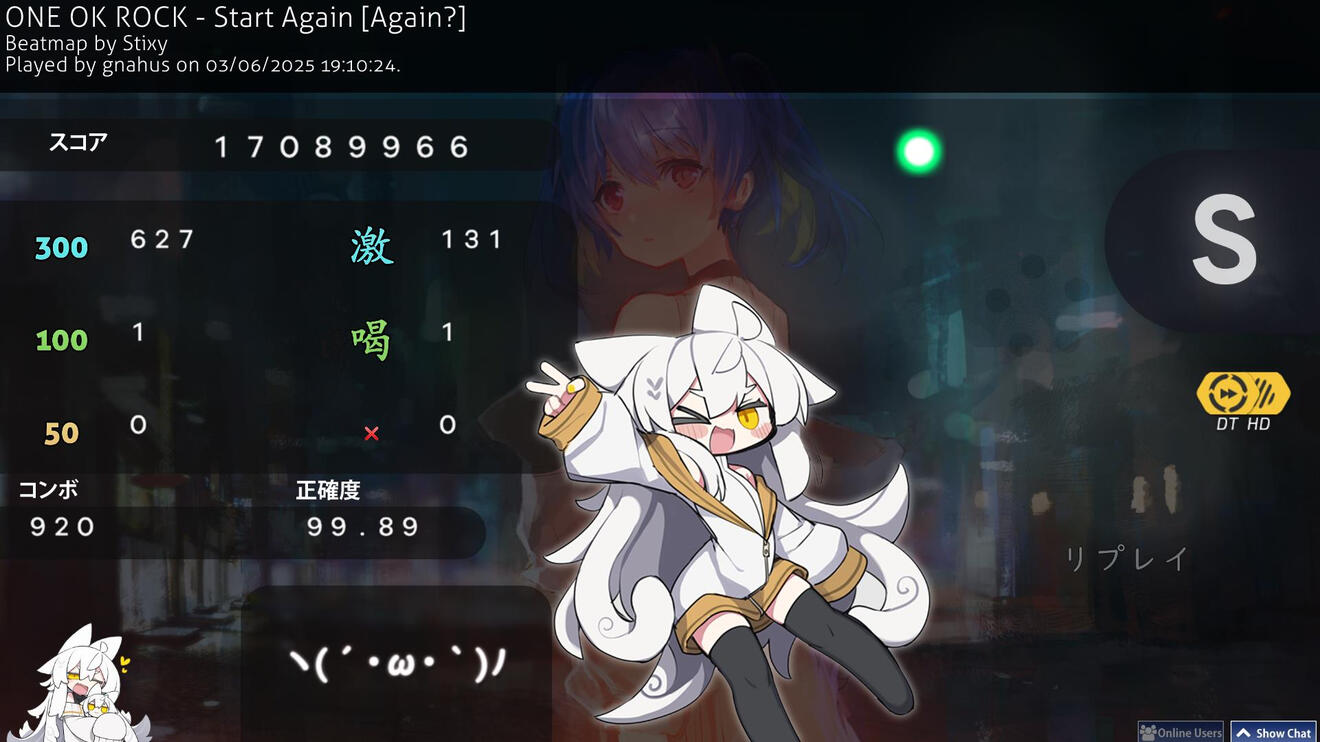 ONE OK ROCK - Start Again [Again?]
Beatmap by Stixy
Played by gnahus on 03/06/2025 19:10:24.
スコア 17089966
S
300 627 激 131
100 1 喝 1
50 0 × 0
DT HD
コンボ 正確度
920 99.89
リプレイ
ヽ(´・ω・`)ﾉ
Online Users Show Chat